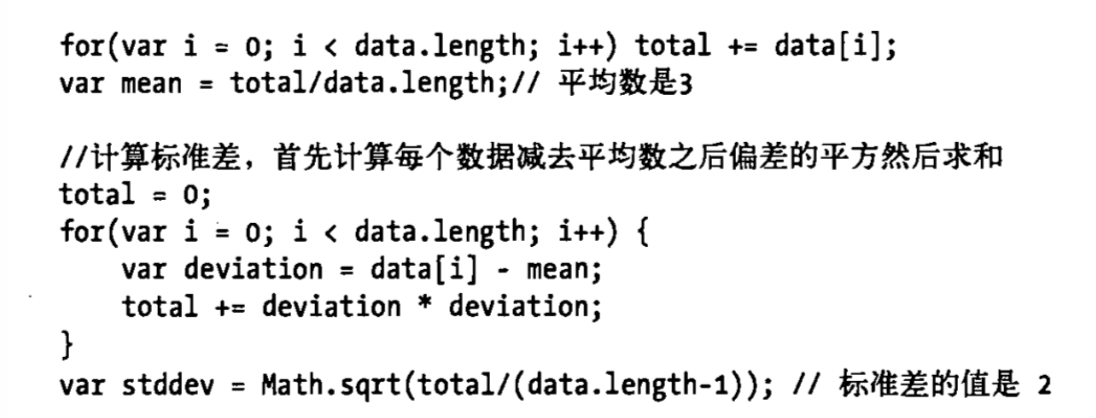 for(var i = 0; i < data.length; i++) total += data[i];
var mean = total/data.length;// 平均数是3
//计算标准差，首先计算每个数据减去平均数之后偏差的平方然后求和
total = 0;
for(var i = 0; i < data.length; i++) {
    var deviation = data[i] - mean;
    total += deviation * deviation;
}
var stddev = Math.sqrt(total/(data.length-1)); // 标准差的值是 2